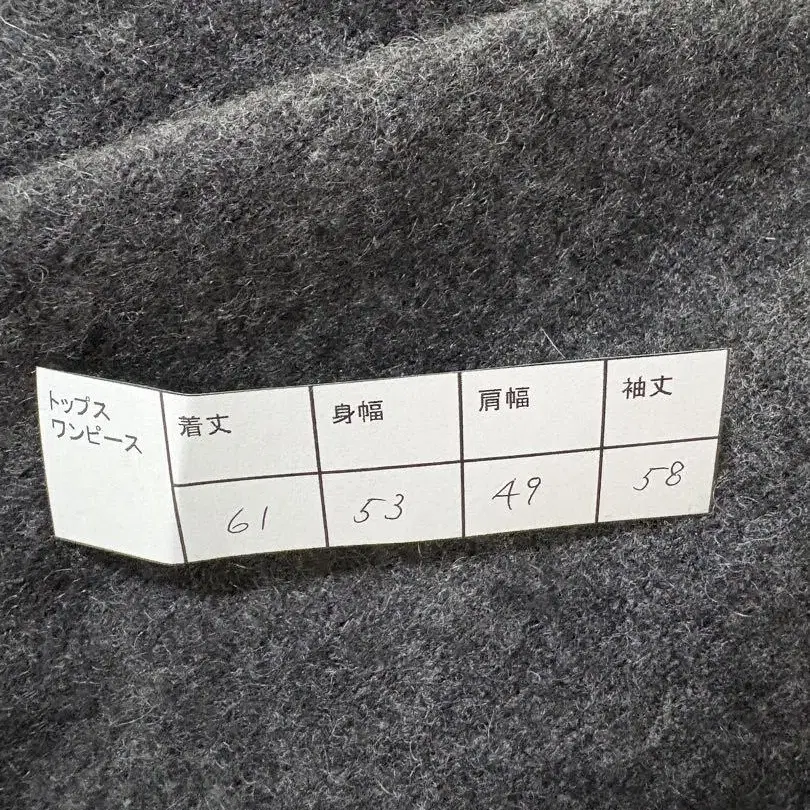 トップス
ワンピース
着丈 身幅 肩幅 袖丈
61 53 49 58